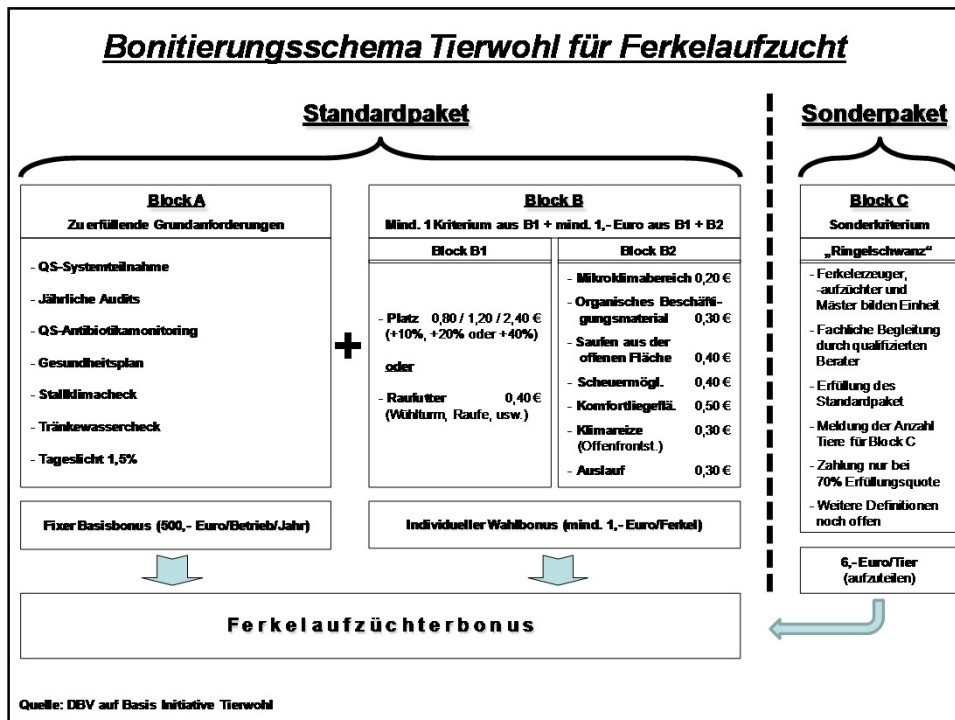 Bonitierungsschema Tierwohl für Ferkelaufzucht
Standardpaket
Sonderpaket
Block A
Zu erfüllende Grundanforderungen
- QS-Systemteilnahme
- Jährliche Audits
- QS-Antibiotikamonitoring
- Gesundheitsplan
- Stallklimacheck
- Tränkewassercheck
- Tageslicht 1,5%
Fixer Basisbonus (500,- Euro/Betrieb/Jahr)
+
Block B
Mind. 1 Kriterium aus B1 + mind. 1,- Euro aus B1 + B2
Block B1
- Platz 0,80 / 1,20 / 2,40 €
(+10%, +20% oder +40%)
oder
- Raufutter 0,40 €
(Wühlturm, Raufe, usw.)
Block B2
- Mikroklimabereich 0,20 €
- Organisches Beschäfti-
gungsmaterial 0,30 €
- Saufen aus der
offenen Fläche 0,40 €
- Scheuermögl. 0,40 €
- Komfortliegeflä. 0,50 €
- Klimareize 0,30 €
(Offenfrontst.)
- Auslauf 0,30 €
Individueller Wahlbonus (mind. 1,- Euro/Ferkel)
Block C
Sonderkriterium
„Ringelschwanz“
- Ferkelerzeuger,
-aufzüchter und
Mäster bilden Einheit
- Fachliche Begleitung
durch qualifizierten
Berater
- Erfüllung des
Standardpaket
- Meldung der Anzahl
Tiere für Block C
- Zahlung nur bei
70% Erfüllungsquote
- Weitere Definitionen
noch offen
6,- Euro/Tier
(aufzuteilen)
Ferkelaufzüchterbonus
Quelle: DBV auf Basis Initiative Tierwohl